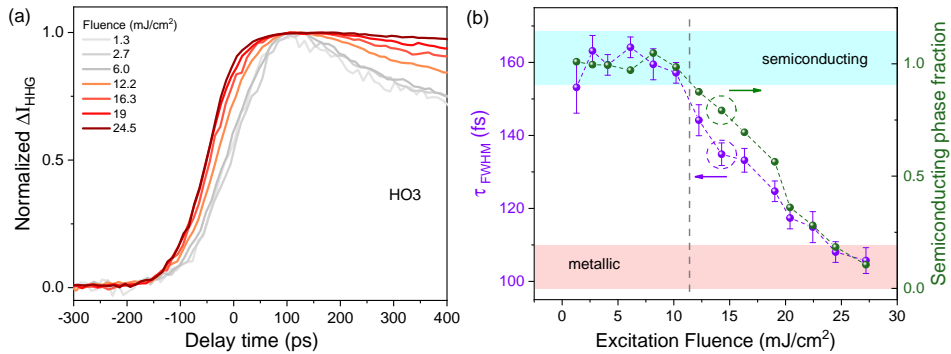 (a)
Fluence (mJ/cm²)
1.3
2.7
6.0
12.2
16.3
19
24.5
HO3
Normalized ΔI_HHG
1.0
0.5
0.0
-300 -200 -100 0 100 200 300 400
Delay time (ps)
(b)
semiconducting
metallic
τ_FWHM (fs)
160
140
120
100
1.0
0.5
0.0
Semiconducting phase fraction
0 5 10 15 20 25 30
Excitation Fluence (mJ/cm²)